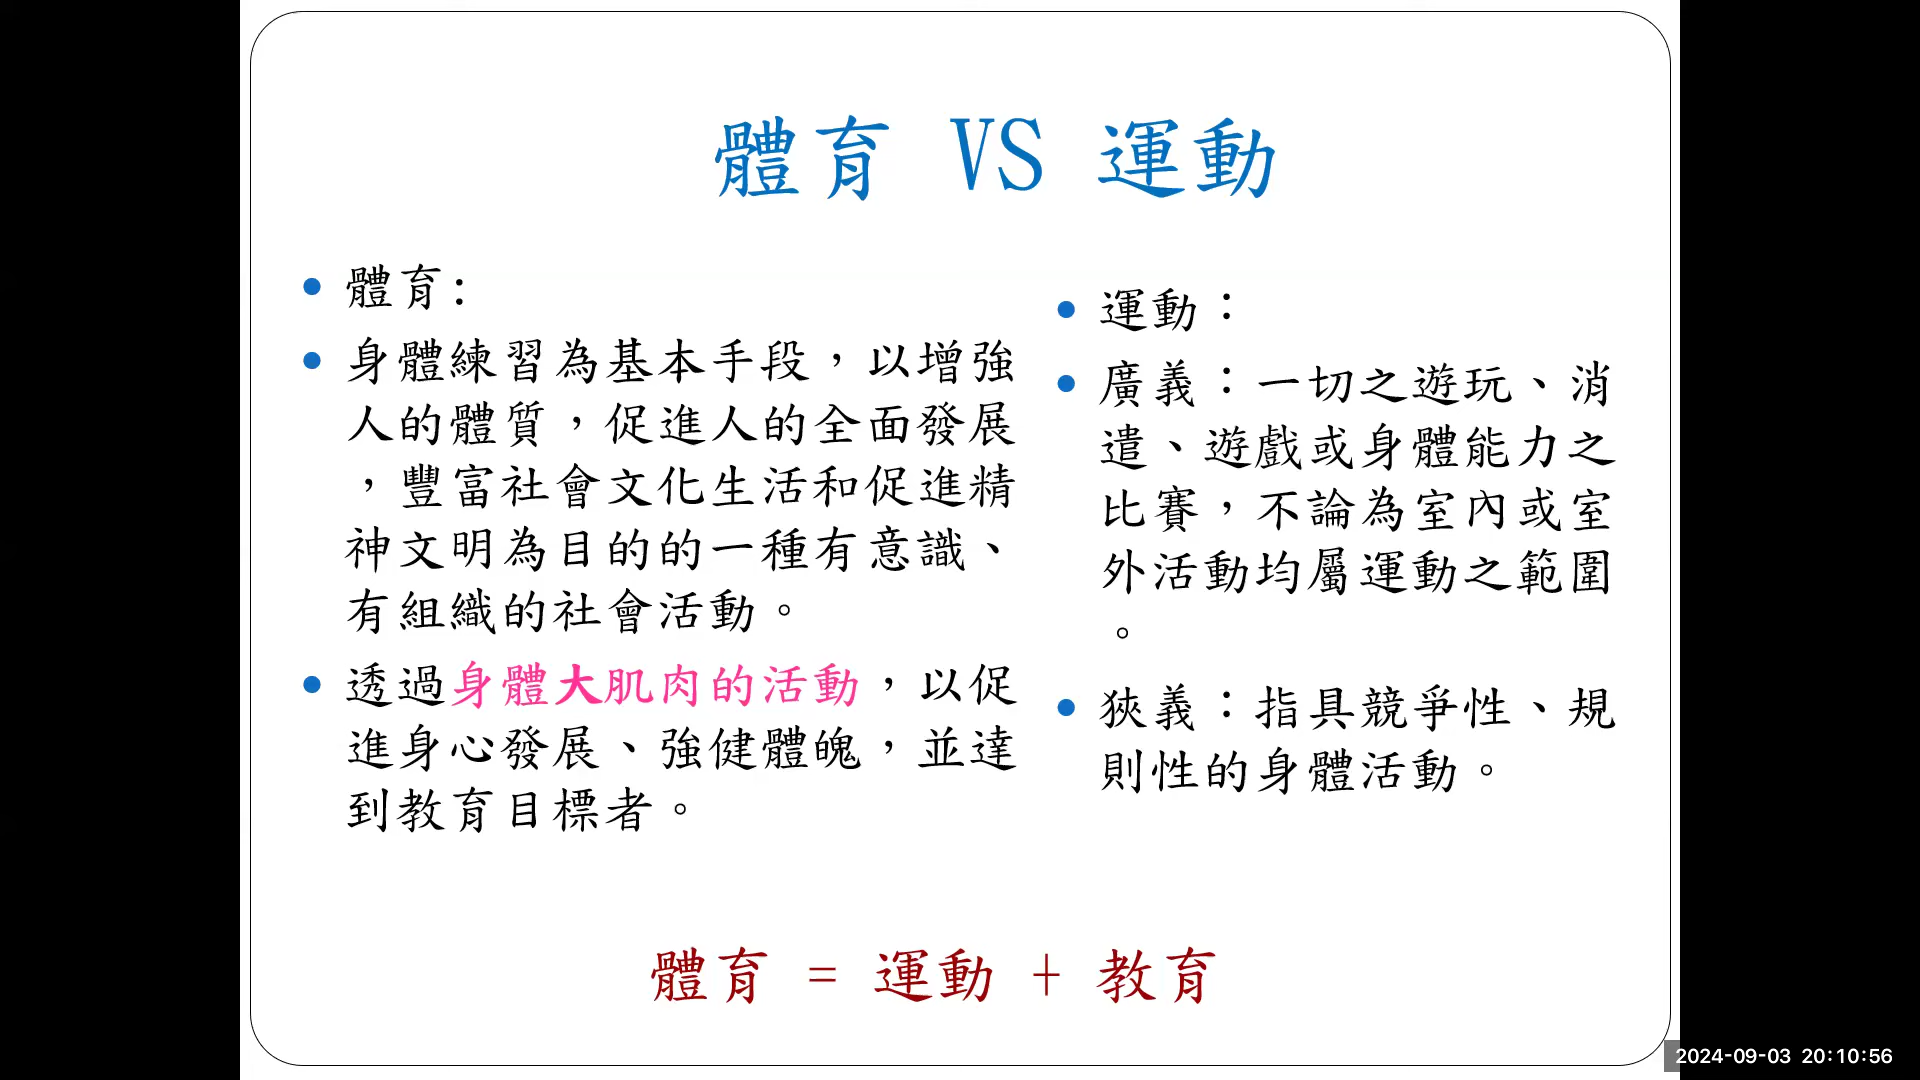 體育 VS 運動
體育:
身體練習為基本手段，以增強
人的體質，促進人的全面發展
，豐富社會文化生活和促進精
神文明為目的的一種有意識、
有組織的社會活動。
透過身體大肌肉的活動，以促
進身心發展、強健體魄，並達
到教育目標者。
運動：
廣義：一切之遊玩、消
遣、遊戲或身體能力之
比賽，不論為室內或室
外活動均屬運動之範圍
。
狹義：指具競爭性、規
則性的身體活動。
體育 = 運動 + 教育
2024-09-03 20:10:56